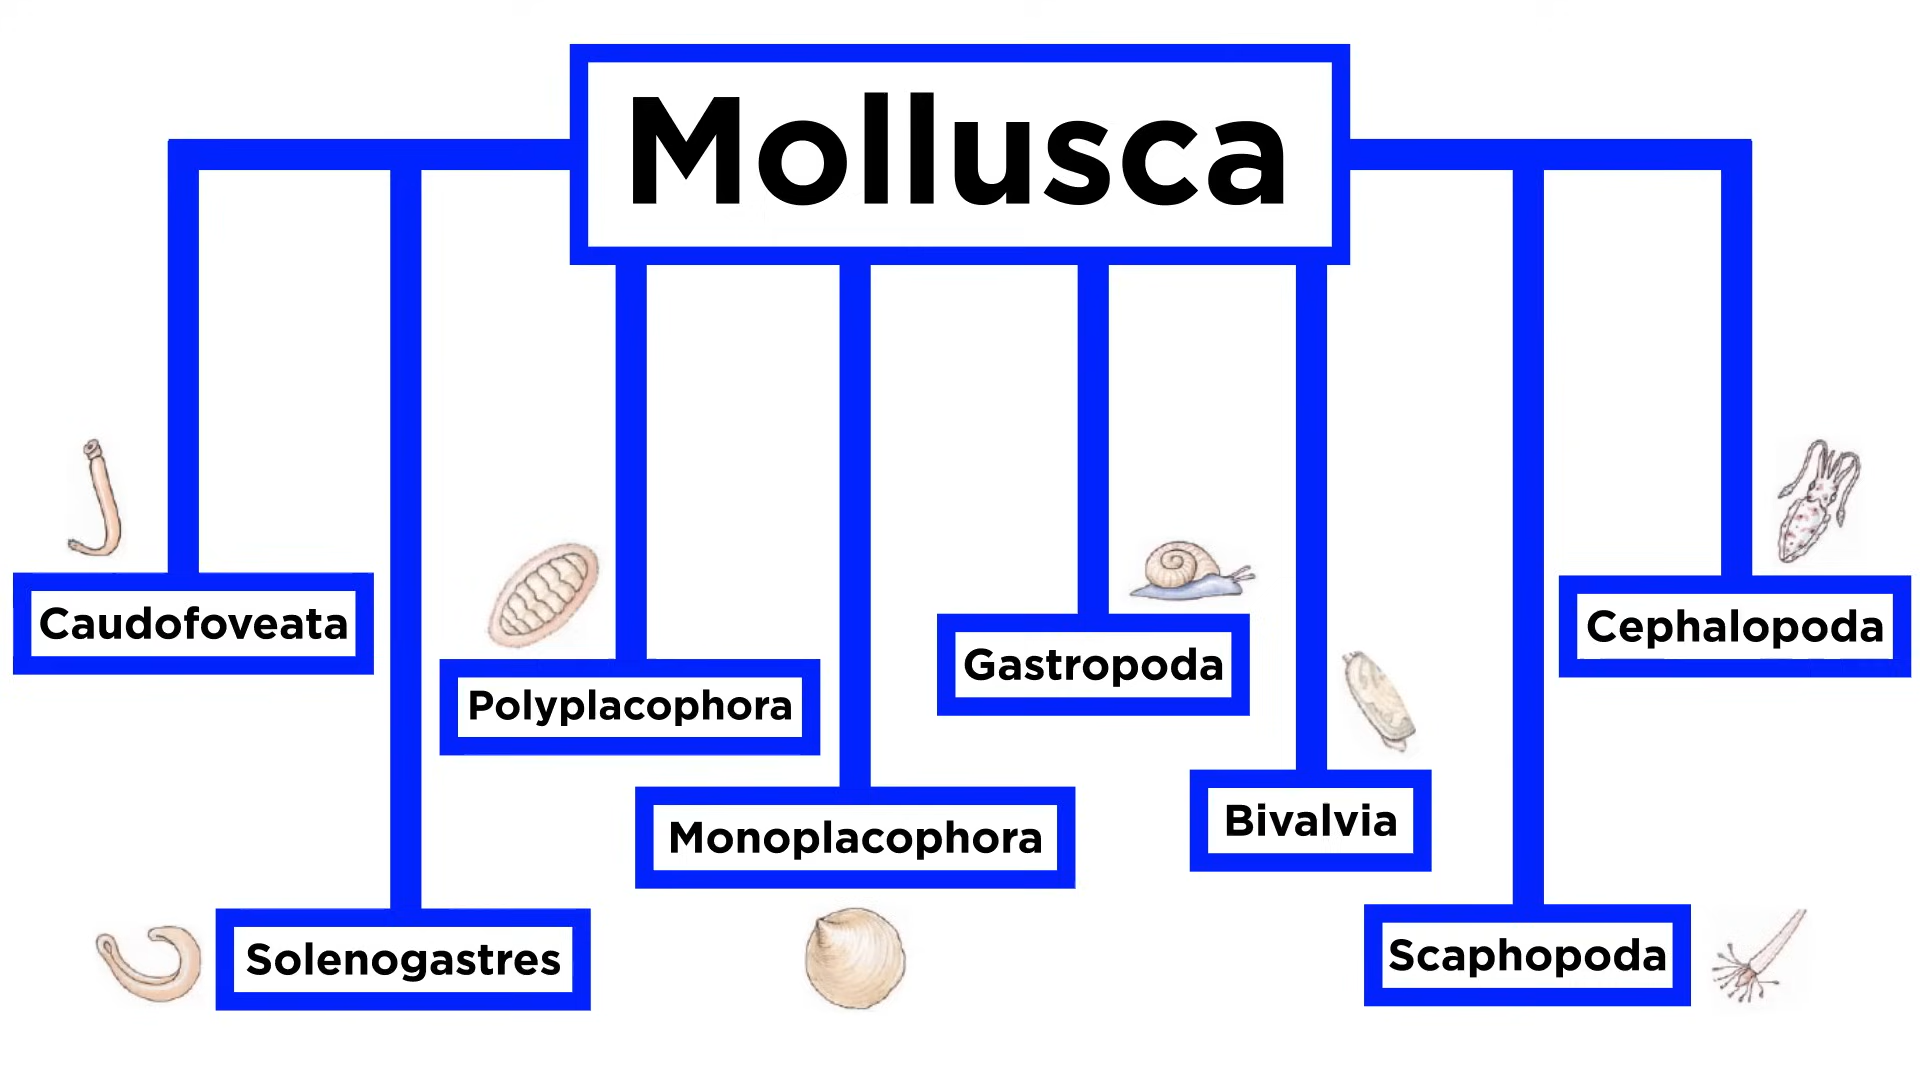 Mollusca
Caudofoveata
Solenogastres
Polyplacophora
Monoplacophora
Gastropoda
Bivalvia
Scaphopoda
Cephalopoda